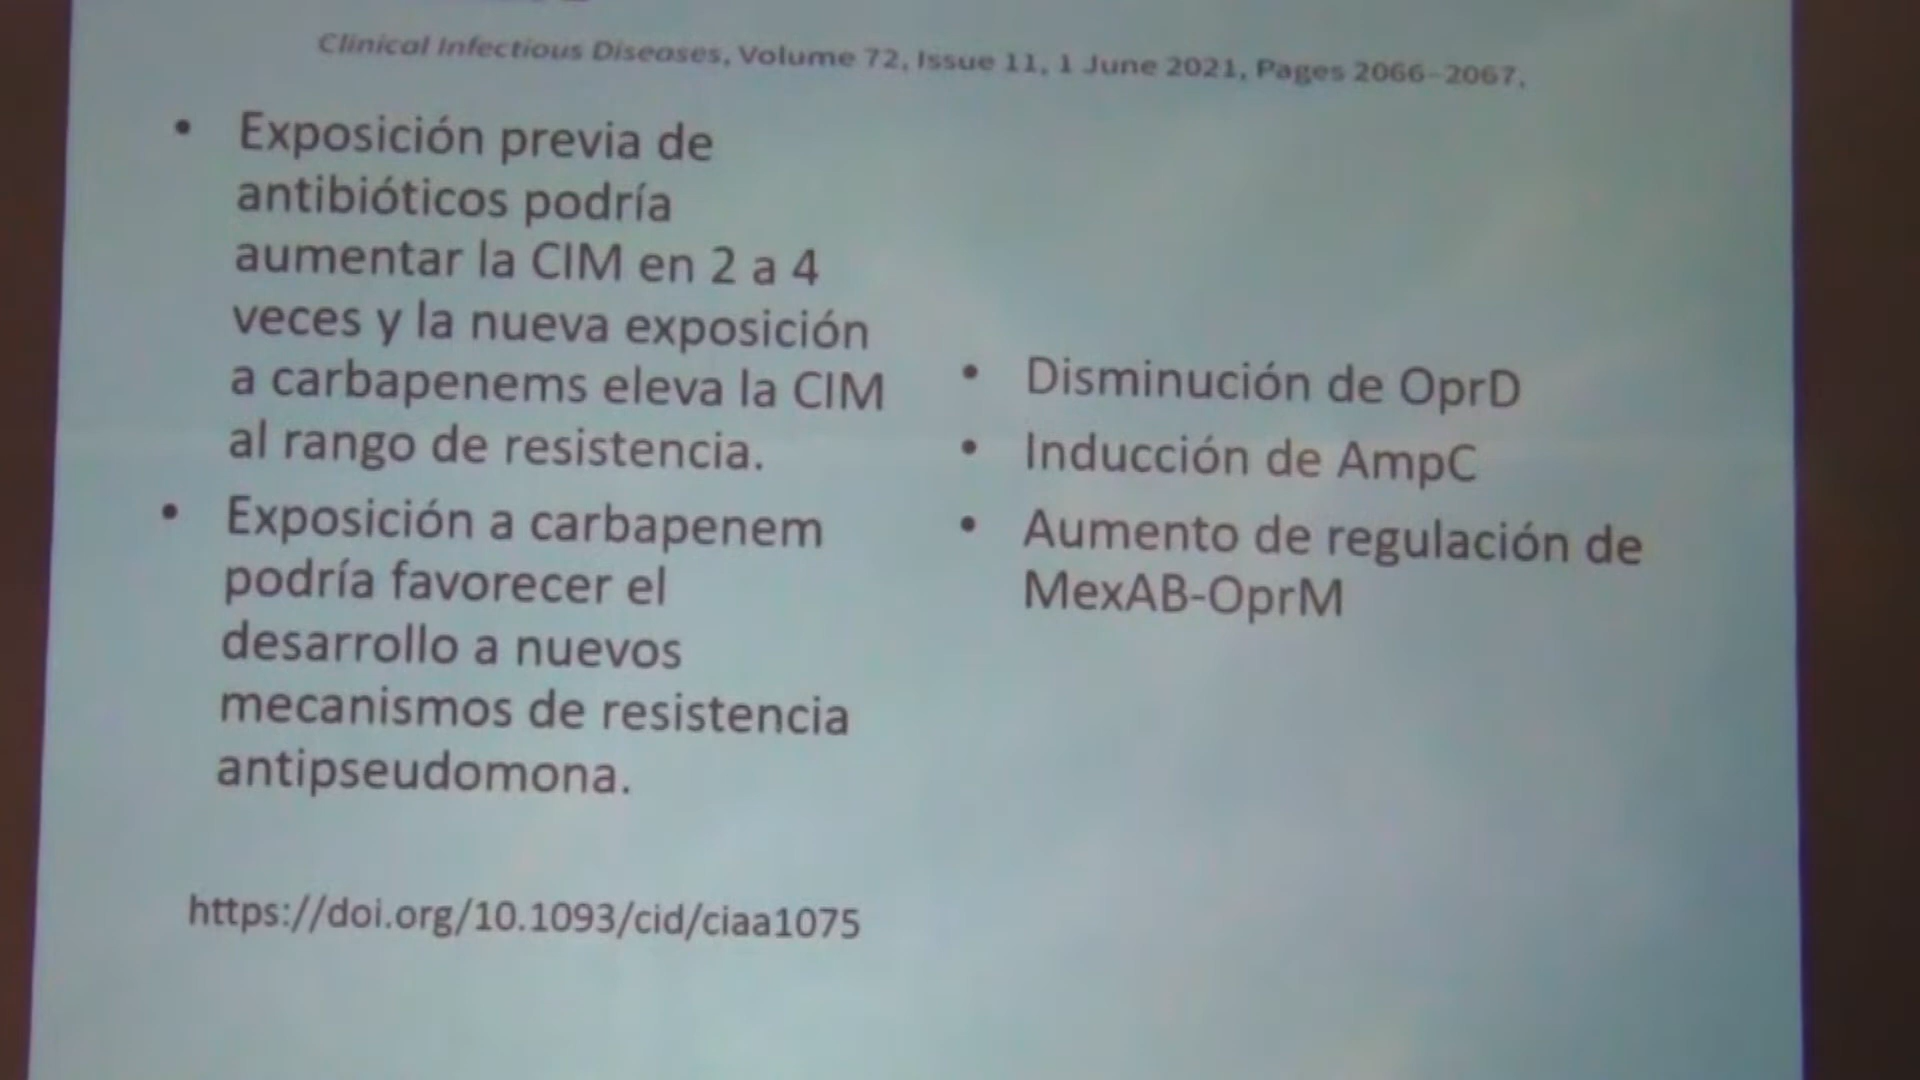 Clinical Infectious Diseases, Volume 72, Issue 11, 1 June 2021, Pages 2066–2067,
• Exposición previa de
antibióticos podría
aumentar la CIM en 2 a 4
veces y la nueva exposición
a carbapenems eleva la CIM
al rango de resistencia.
• Exposición a carbapenem
podría favorecer el
desarrollo a nuevos
mecanismos de resistencia
antipseudomona.
• Disminución de OprD
• Inducción de AmpC
• Aumento de regulación de
MexAB-OprM
https://doi.org/10.1093/cid/ciaa1075